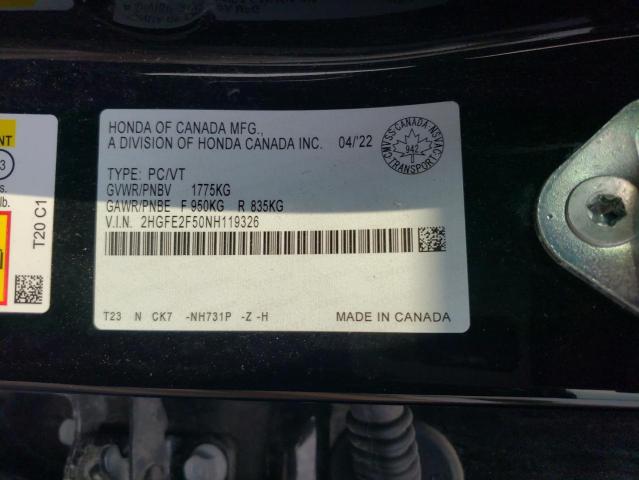 HONDA OF CANADA MFG.,
A DIVISION OF HONDA CANADA INC. 04/'22
CMVSS-CANADA-NSVAC
942
TRANSPORT
TYPE: PC/VT
GVWR/PNBV 1775KG
GAWR/PNBE F 950KG R 835KG
V.I.N. 2HGFE2F50NH119326
T23 N CK7 -NH731P -Z -H
MADE IN CANADA
T20 C1